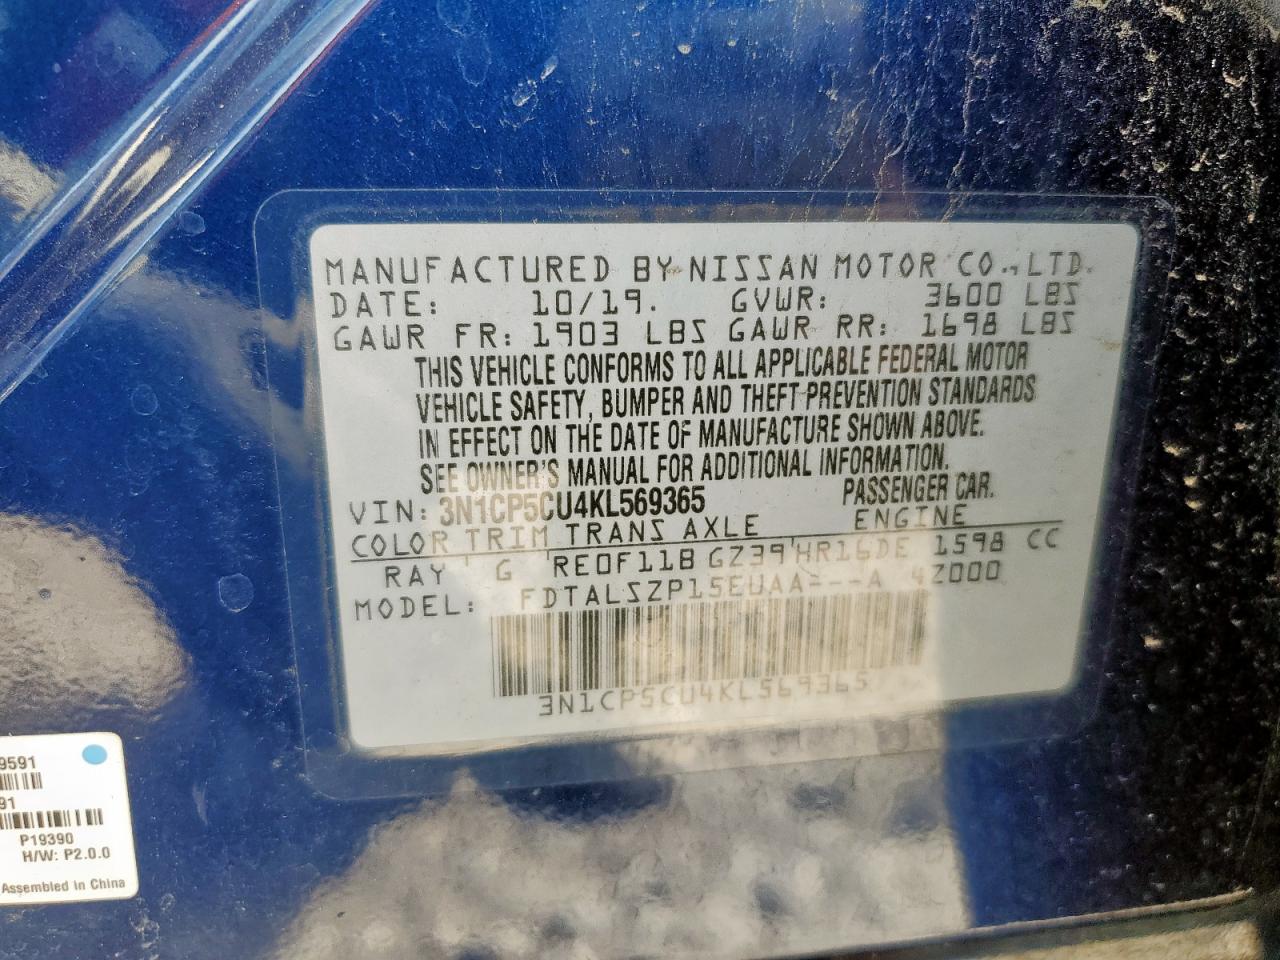 MANUFACTURED BY NISSAN MOTOR CO., LTD.
DATE: 10/19. GVWR: 3600 LBS
GAWR FR: 1903 LBS GAWR RR: 1698 LBS
THIS VEHICLE CONFORMS TO ALL APPLICABLE FEDERAL MOTOR
VEHICLE SAFETY, BUMPER AND THEFT PREVENTION STANDARDS
IN EFFECT ON THE DATE OF MANUFACTURE SHOWN ABOVE.
SEE OWNER'S MANUAL FOR ADDITIONAL INFORMATION.
VIN: 3N1CP5CU4KL569365 PASSENGER CAR.
COLOR TRIM TRANS AXLE ENGINE
RAY G RE0F11B GZ39 HR16DE 1598 CC
MODEL: FDTALSZP15EUAA---A 42000
3N1CP5CU4KL569365
9591
91
P19390
H/W: P2.0.0
Assembled in China